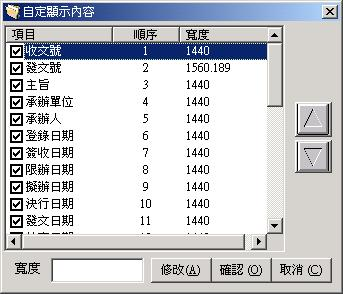 自定顯示內容
項目 順序 寬度
收文號 1 1440
發文號 2 1560.189
主旨 3 1440
承辦單位 4 1440
承辦人 5 1440
登錄日期 6 1440
簽收日期 7 1440
限辦日期 8 1440
擬辦日期 9 1440
決行日期 10 1440
發文日期 11 1440
寬度 修改(A) 確認 (O) 取消 (C)